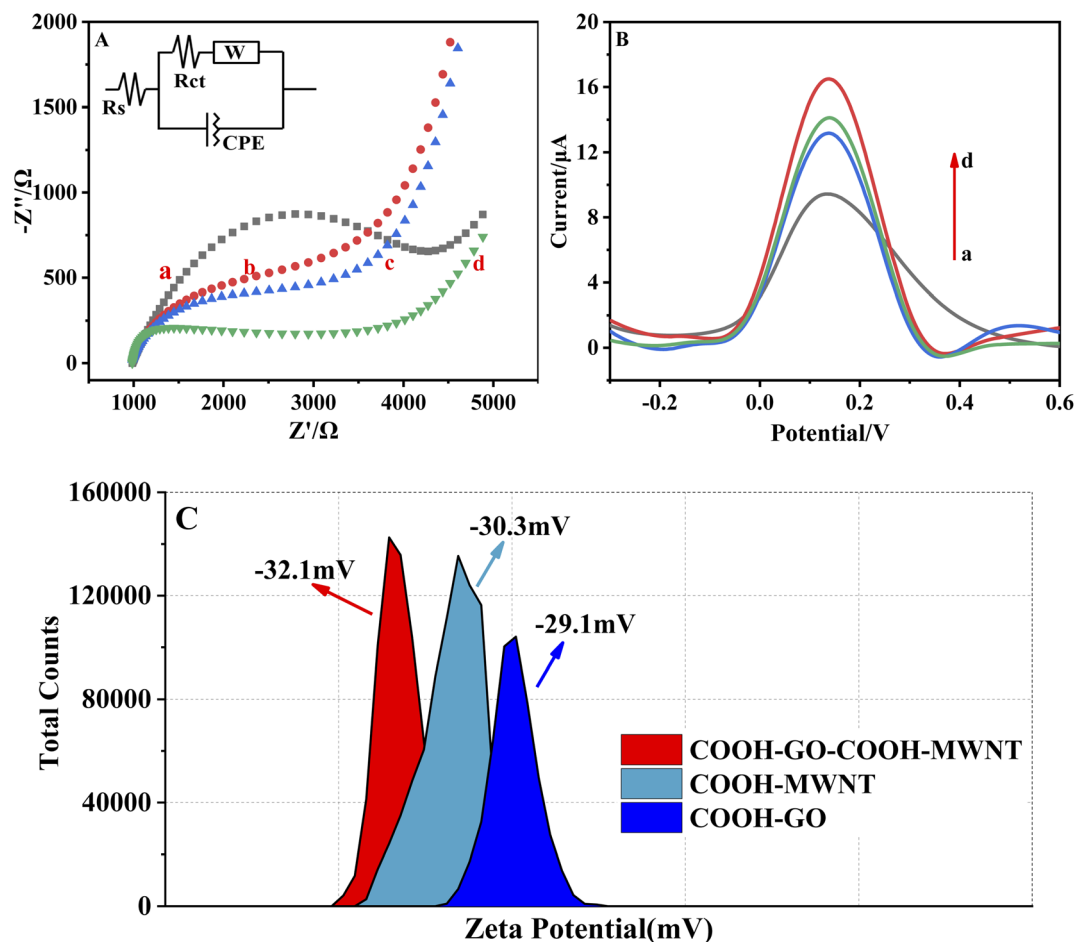 A
Rs
Rct
W
CPE
-Z''/Ω
2000
1500
1000
500
0
a
b
c
d
1000
2000
3000
4000
5000
Z'/Ω
B
Current/μA
20
16
12
8
4
0
d
a
-0.2
0.0
0.2
0.4
0.6
Potential/V
C
Total Counts
160000
120000
80000
40000
0
-32.1mV
-30.3mV
-29.1mV
COOH-GO-COOH-MWNT
COOH-MWNT
COOH-GO
Zeta Potential(mV)